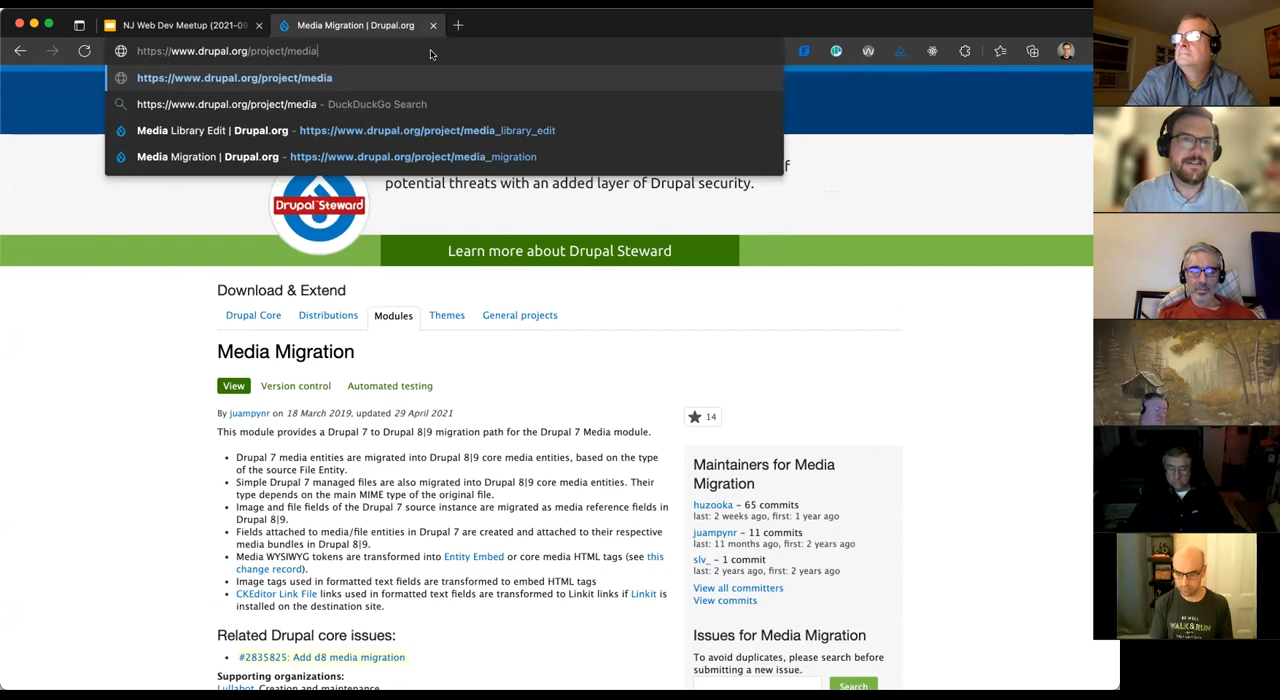 NJ Web Dev Meetup (2021-09
Media Migration | Drupal.org
https://www.drupal.org/project/media
https://www.drupal.org/project/media
https://www.drupal.org/project/media - DuckDuckGo Search
Media Library Edit | Drupal.org - https://www.drupal.org/project/media_library_edit
Media Migration | Drupal.org - https://www.drupal.org/project/media_migration
potential threats with an added layer of Drupal security.
Drupal Steward
Learn more about Drupal Steward
Download & Extend
Drupal Core Distributions Modules Themes General projects
Media Migration
View Version control Automated testing
By juampynr on 18 March 2019, updated 29 April 2021
14
This module provides a Drupal 7 to Drupal 8|9 migration path for the Drupal 7 Media module.
• Drupal 7 media entities are migrated into Drupal 8|9 core media entities, based on the type
of the source File Entity.
• Simple Drupal 7 managed files are also migrated into Drupal 8|9 core media entities. Their
type depends on the main MIME type of the original file.
• Image and file fields of the Drupal 7 source instance are migrated as media reference fields in
Drupal 8|9.
• Fields attached to media/file entities in Drupal 7 are created and attached to their respective
media bundles in Drupal 8|9.
• Media WYSIWYG tokens are transformed into Entity Embed or core media HTML tags (see this
change record).
• Image tags used in formatted text fields are transformed to embed HTML tags
• CKEditor Link File links used in formatted text fields are transformed to Linkit links if Linkit is
installed on the destination site.
Related Drupal core issues:
• #2835825: Add d8 media migration
Supporting organizations:
Lullabot Creation and maintenance
Maintainers for Media
Migration
huzooka - 65 commits
last: 2 weeks ago, first: 1 year ago
juampynr - 11 commits
last: 11 months ago, first: 2 years ago
slv_ - 1 commit
last: 2 years ago, first: 2 years ago
View all committers
View commits
Issues for Media Migration
To avoid duplicates, please search before
submitting a new issue.
Search
WALK & RUN